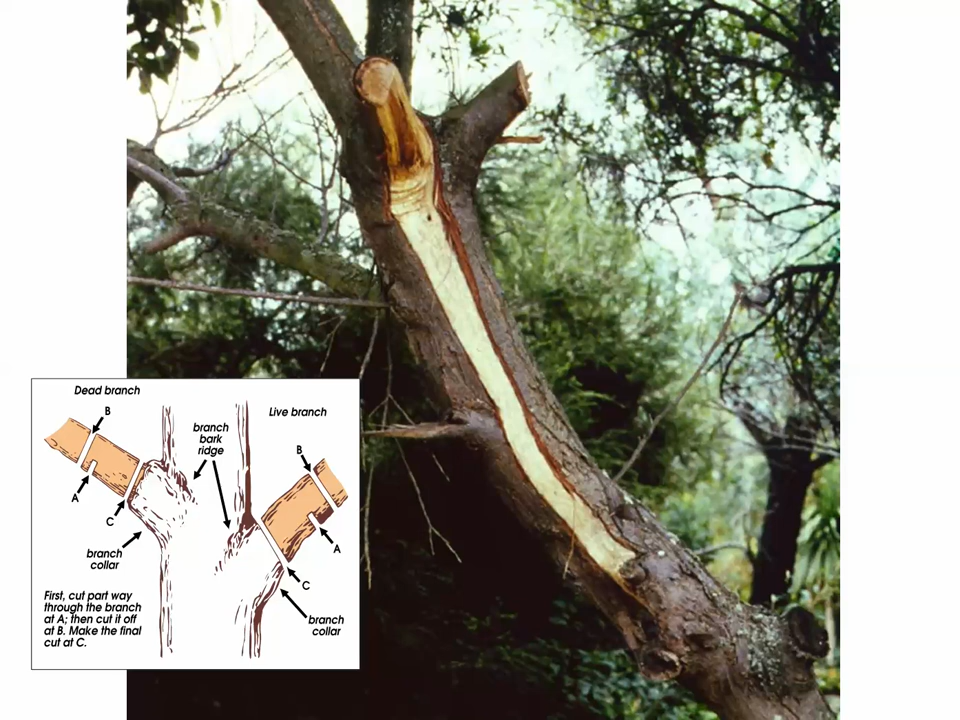 Dead branch
B
Live branch
branch
bark
ridge
B
A
C
A
branch
collar
C
First, cut part way
through the branch
at A; then cut it off
at B. Make the final
cut at C.
branch
collar